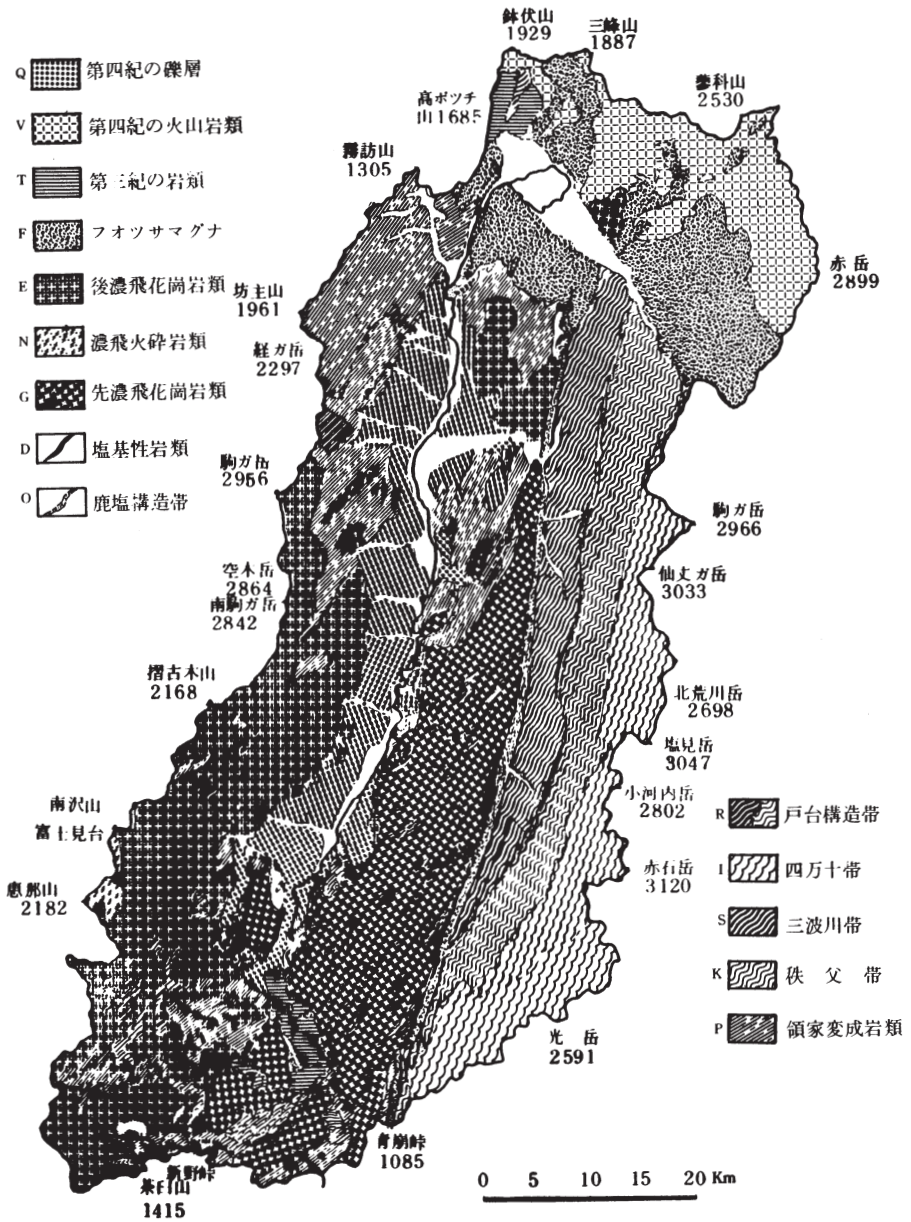 鉢伏山
1929
三峰山
1887
蓼科山
2530
高ボツチ
山1685
霧訪山
1305
赤岳
2899
坊主山
1961
経ガ岳
2297
駒ガ岳
2956
空木岳
2864
南駒ガ岳
2842
摺古木山
2168
南沢山
富士見台
恵那山
2182
駒ガ岳
2966
仙丈ガ岳
3033
北荒川岳
2698
塩見岳
3047
小河内岳
2802
赤石岳
3120
光岳
2591
青崩峠
1085
新野峠
茶臼山
1415
Q 第四紀の礫層
V 第四紀の火山岩類
T 第三紀の岩類
F フオツサマグナ
E 後濃飛花崗岩類
N 濃飛火砕岩類
G 先濃飛花崗岩類
D 塩基性岩類
O 鹿塩構造帯
R 戸台構造帯
I 四万十帯
S 三波川帯
K 秩父帯
P 領家変成岩類
0 5 10 15 20 Km